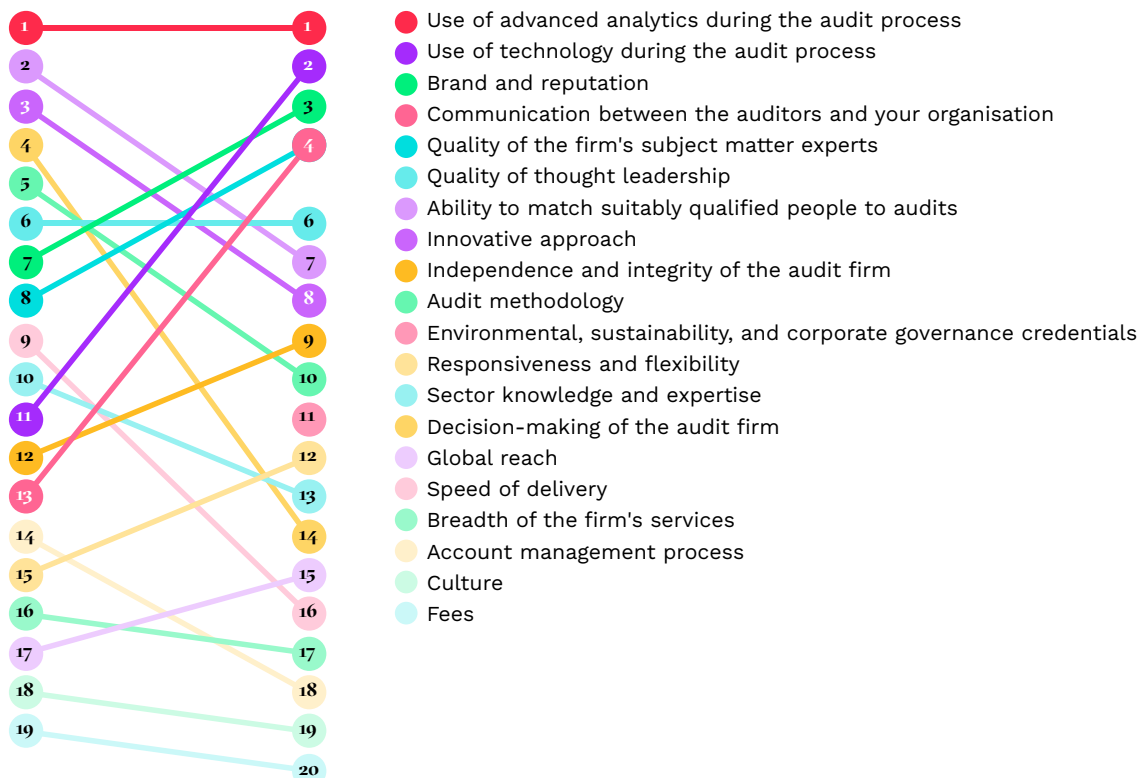 1
2
3
4
5
6
7
8
9
10
11
12
13
14
15
16
17
18
19
1
2
3
4
6
7
8
9
10
11
12
13
14
15
16
17
18
19
20
Use of advanced analytics during the audit process
Use of technology during the audit process
Brand and reputation
Communication between the auditors and your organisation
Quality of the firm's subject matter experts
Quality of thought leadership
Ability to match suitably qualified people to audits
Innovative approach
Independence and integrity of the audit firm
Audit methodology
Environmental, sustainability, and corporate governance credentials
Responsiveness and flexibility
Sector knowledge and expertise
Decision-making of the audit firm
Global reach
Speed of delivery
Breadth of the firm's services
Account management process
Culture
Fees